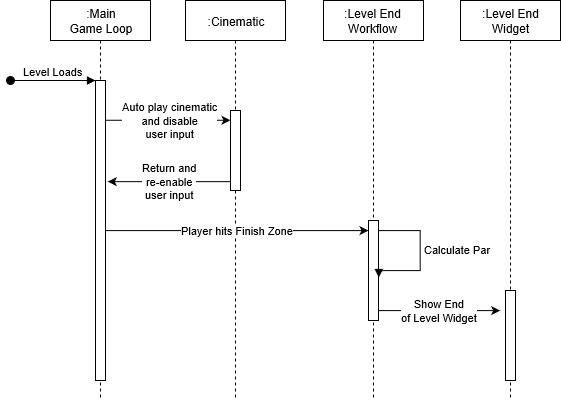 :Main
Game Loop
:Cinematic
:Level End
Workflow
:Level End
Widget
Level Loads
Auto play cinematic
and disable
user input
Return and
re-enable
user input
Player hits Finish Zone
Calculate Par
Show End
of Level Widget